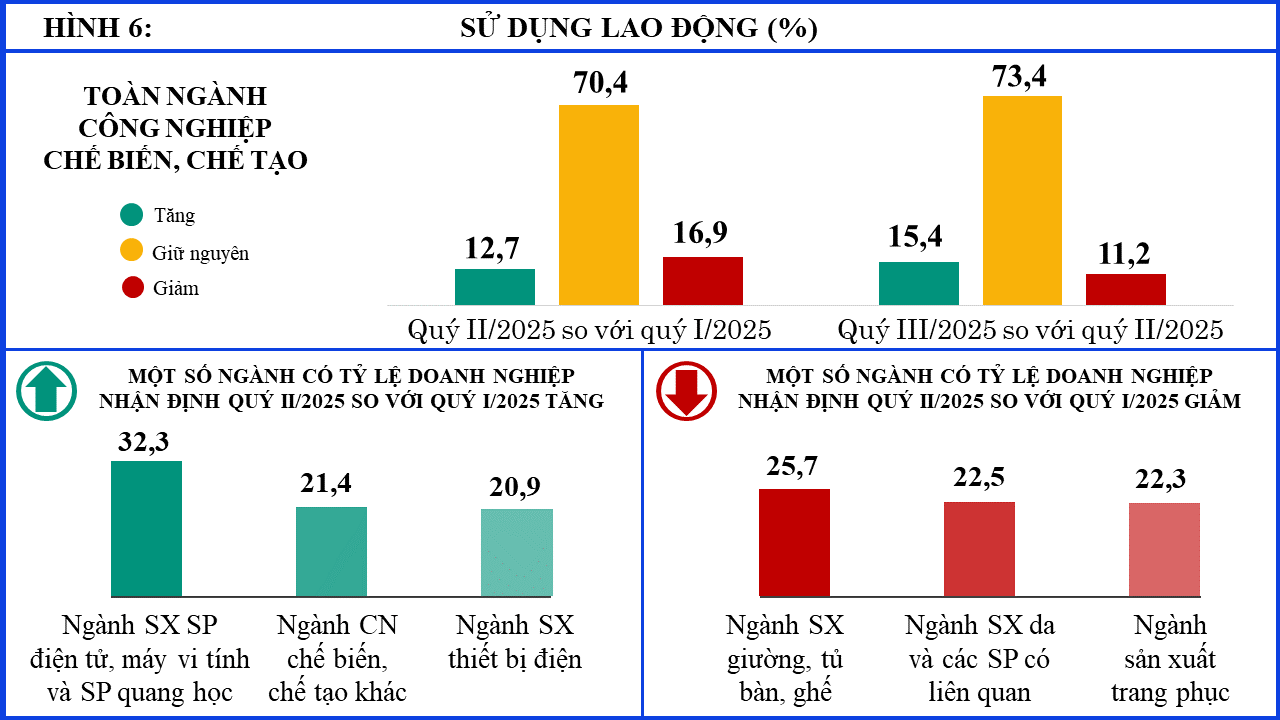 HÌNH 6:
SỬ DỤNG LAO ĐỘNG (%)
TOÀN NGÀNH
CÔNG NGHIỆP
CHẾ BIẾN, CHẾ TẠO
Tăng
Giữ nguyên
Giảm
12,7
70,4
16,9
Quý II/2025 so với quý I/2025
15,4
73,4
11,2
Quý III/2025 so với quý II/2025
MỘT SỐ NGÀNH CÓ TỶ LỆ DOANH NGHIỆP
NHẬN ĐỊNH QUÝ II/2025 SO VỚI QUÝ I/2025 TĂNG
32,3
21,4
20,9
Ngành SX SP
điện tử, máy vi tính
và SP quang học
Ngành CN
chế biến,
chế tạo khác
Ngành SX
thiết bị điện
MỘT SỐ NGÀNH CÓ TỶ LỆ DOANH NGHIỆP
NHẬN ĐỊNH QUÝ II/2025 SO VỚI QUÝ I/2025 GIẢM
25,7
22,5
22,3
Ngành SX
giường, tủ
bàn, ghế
Ngành SX da
và các SP có
liên quan
Ngành
sản xuất
trang phục